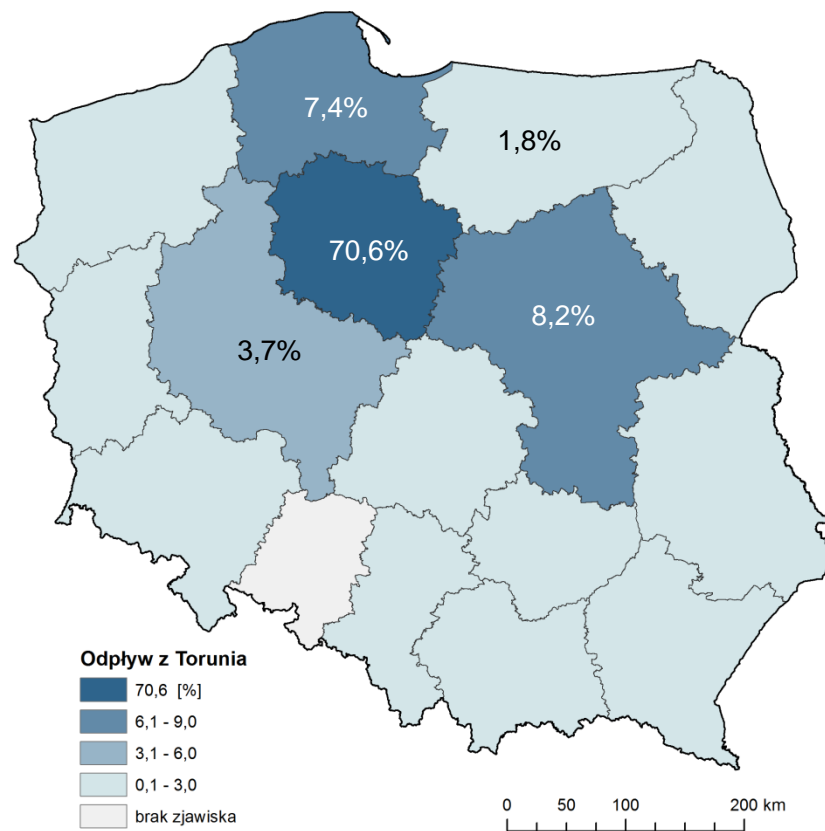 7,4%
1,8%
70,6%
8,2%
3,7%
Odpływ z Torunia
70,6 [%]
6,1 - 9,0
3,1 - 6,0
0,1 - 3,0
brak zjawiska
0 50 100 200 km